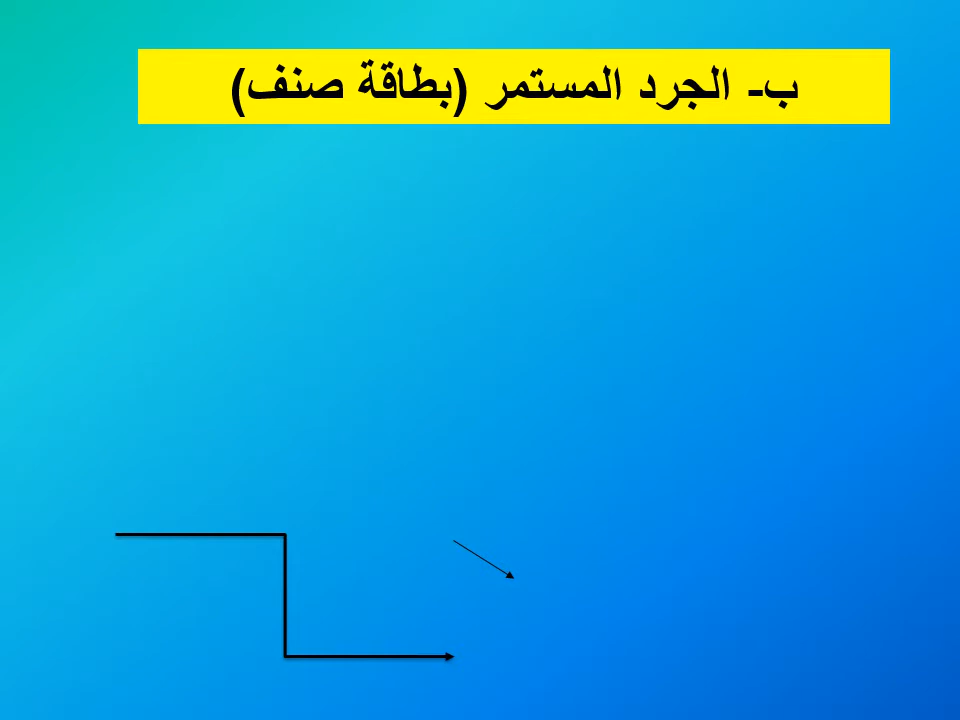 ب- الجرد المستمر (بطاقة صنف)